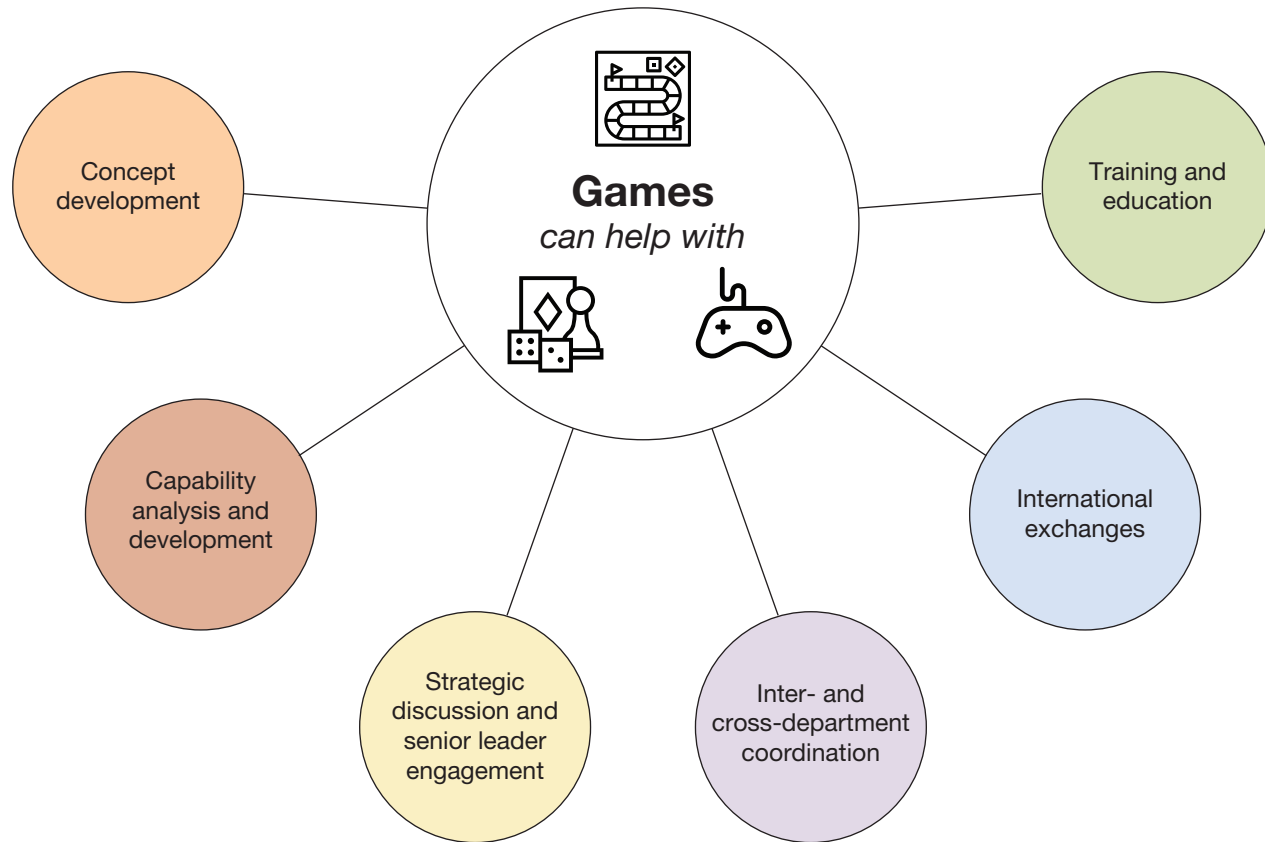 Games
can help with
Concept
development
Capability
analysis and
development
Strategic
discussion and
senior leader
engagement
Inter- and
cross-department
coordination
International
exchanges
Training and
education